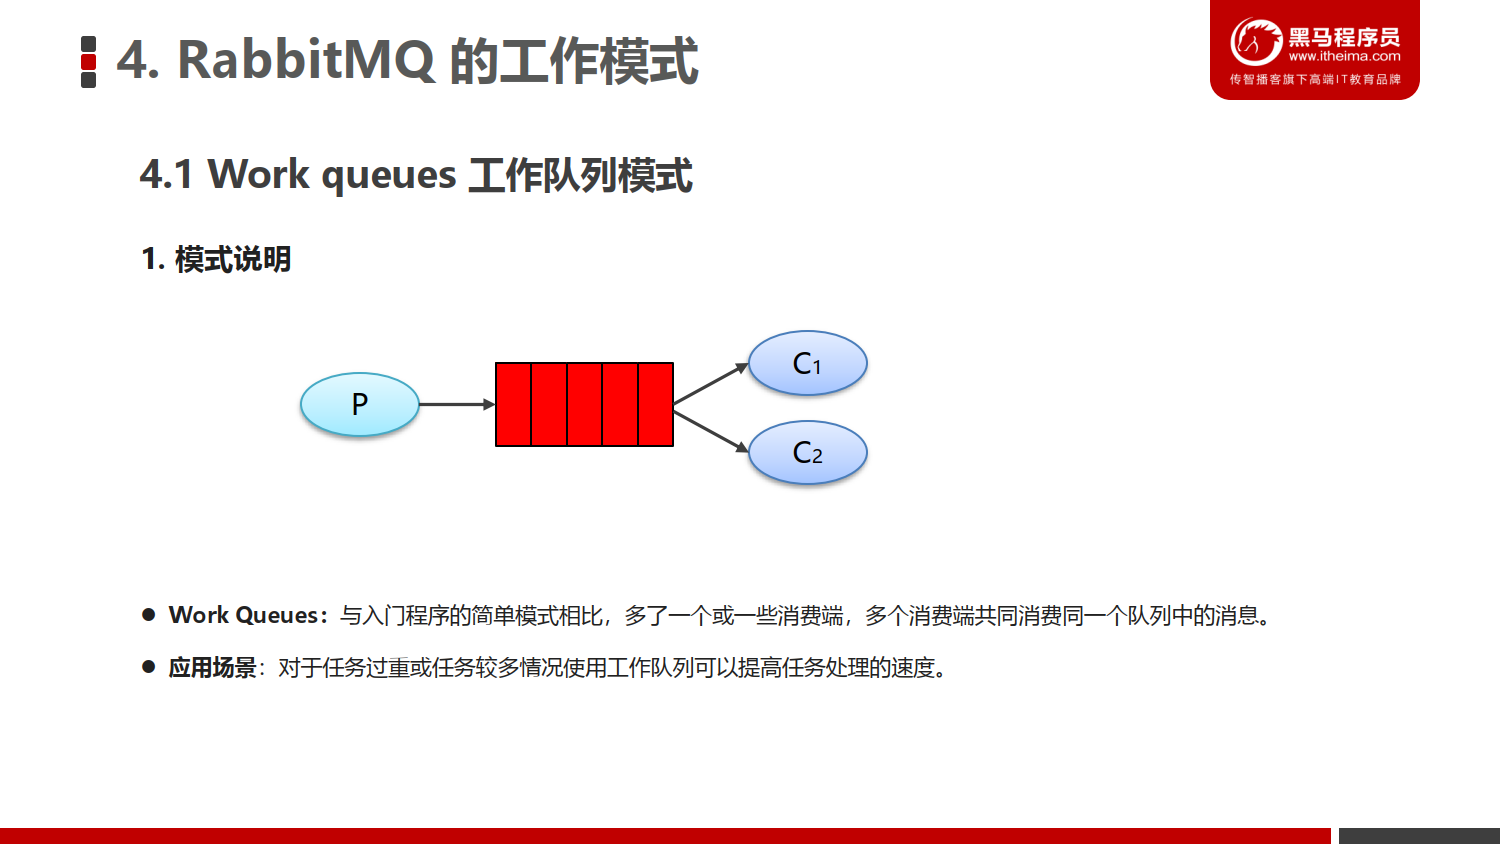 4. RabbitMQ 的工作模式
黑马程序员
www.itheima.com
传智播客旗下高端IT教育品牌
4.1 Work queues 工作队列模式
1. 模式说明
P
C1
C2
● Work Queues：与入门程序的简单模式相比，多了一个或一些消费端，多个消费端共同消费同一个队列中的消息。
● 应用场景：对于任务过重或任务较多情况使用工作队列可以提高任务处理的速度。